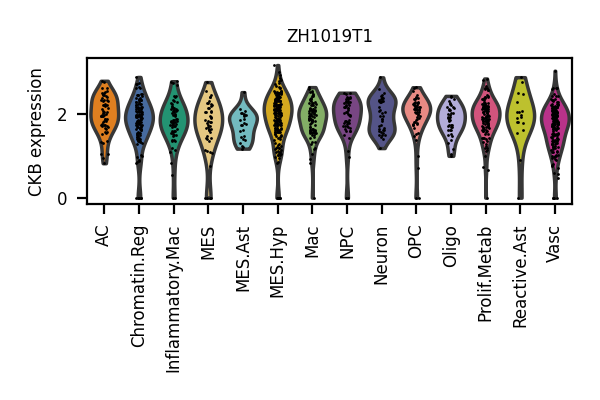 ZH1019T1
CKB expression
2
0
AC
Chromatin.Reg
Inflammatory.Mac
MES
MES.Ast
MES.Hyp
Mac
NPC
Neuron
OPC
Oligo
Prolif.Metab
Reactive.Ast
Vasc